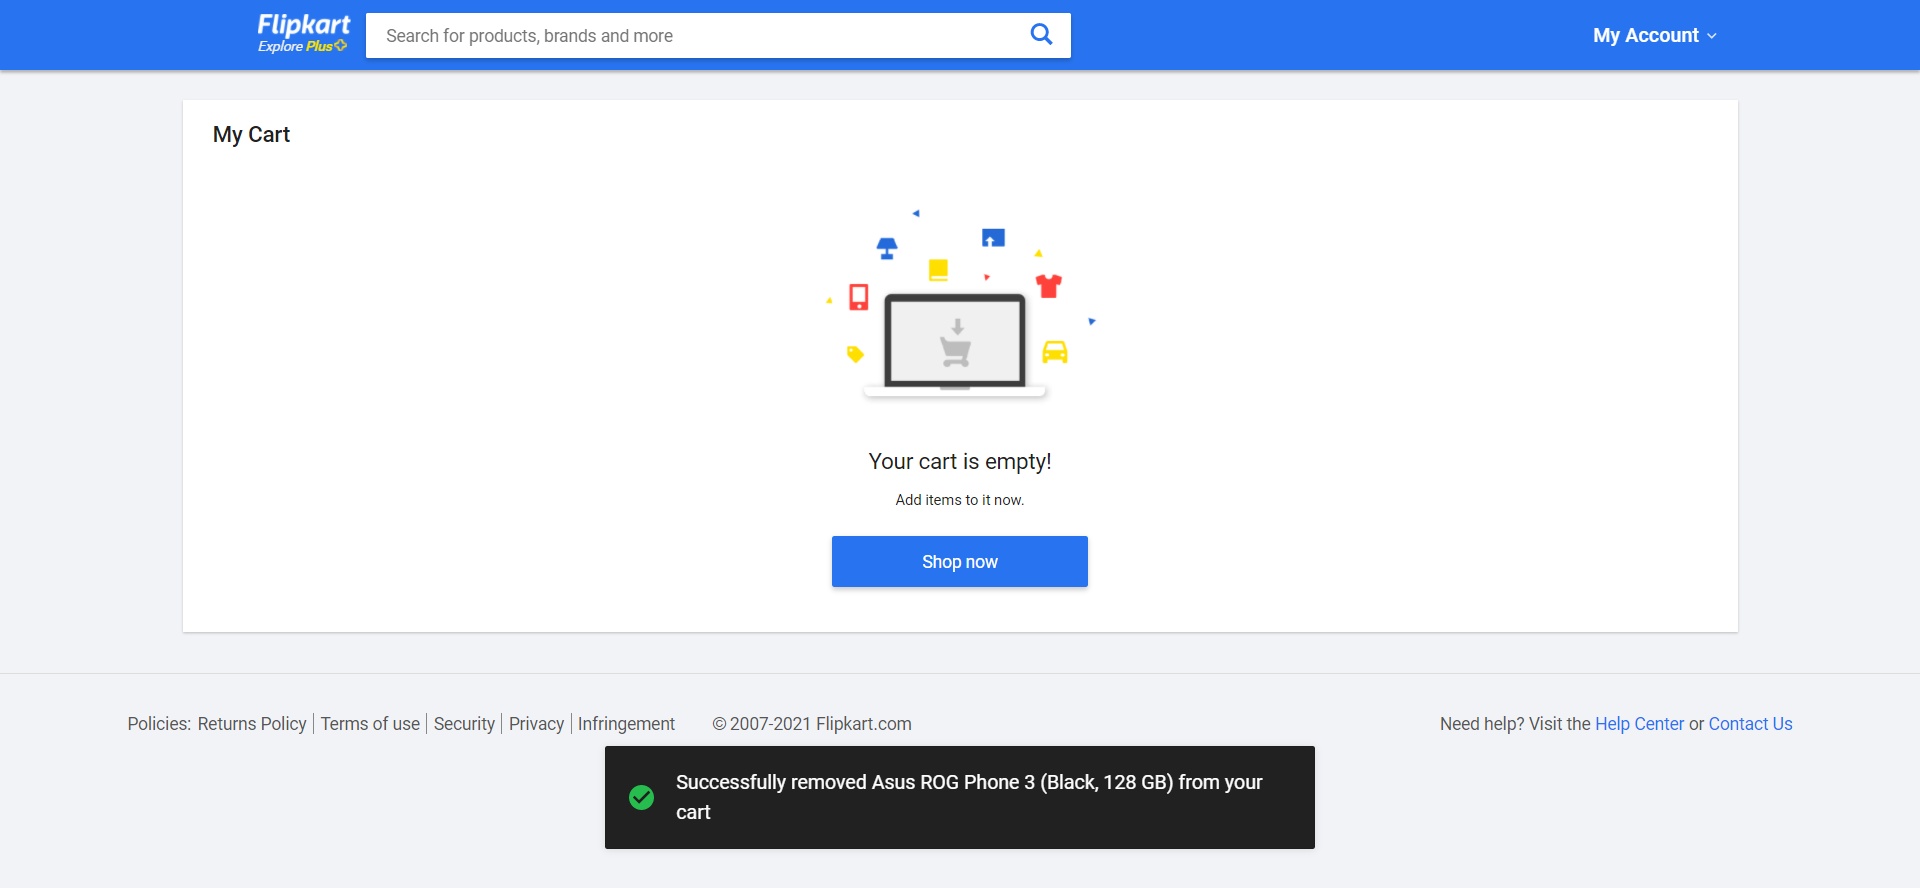 Flipkart
Explore Plus
Search for products, brands and more
My Account
My Cart
Your cart is empty!
Add items to it now.
Shop now
Policies: Returns Policy | Terms of use | Security | Privacy | Infringement © 2007-2021 Flipkart.com
Need help? Visit the Help Center or Contact Us
Successfully removed Asus ROG Phone 3 (Black, 128 GB) from your
cart